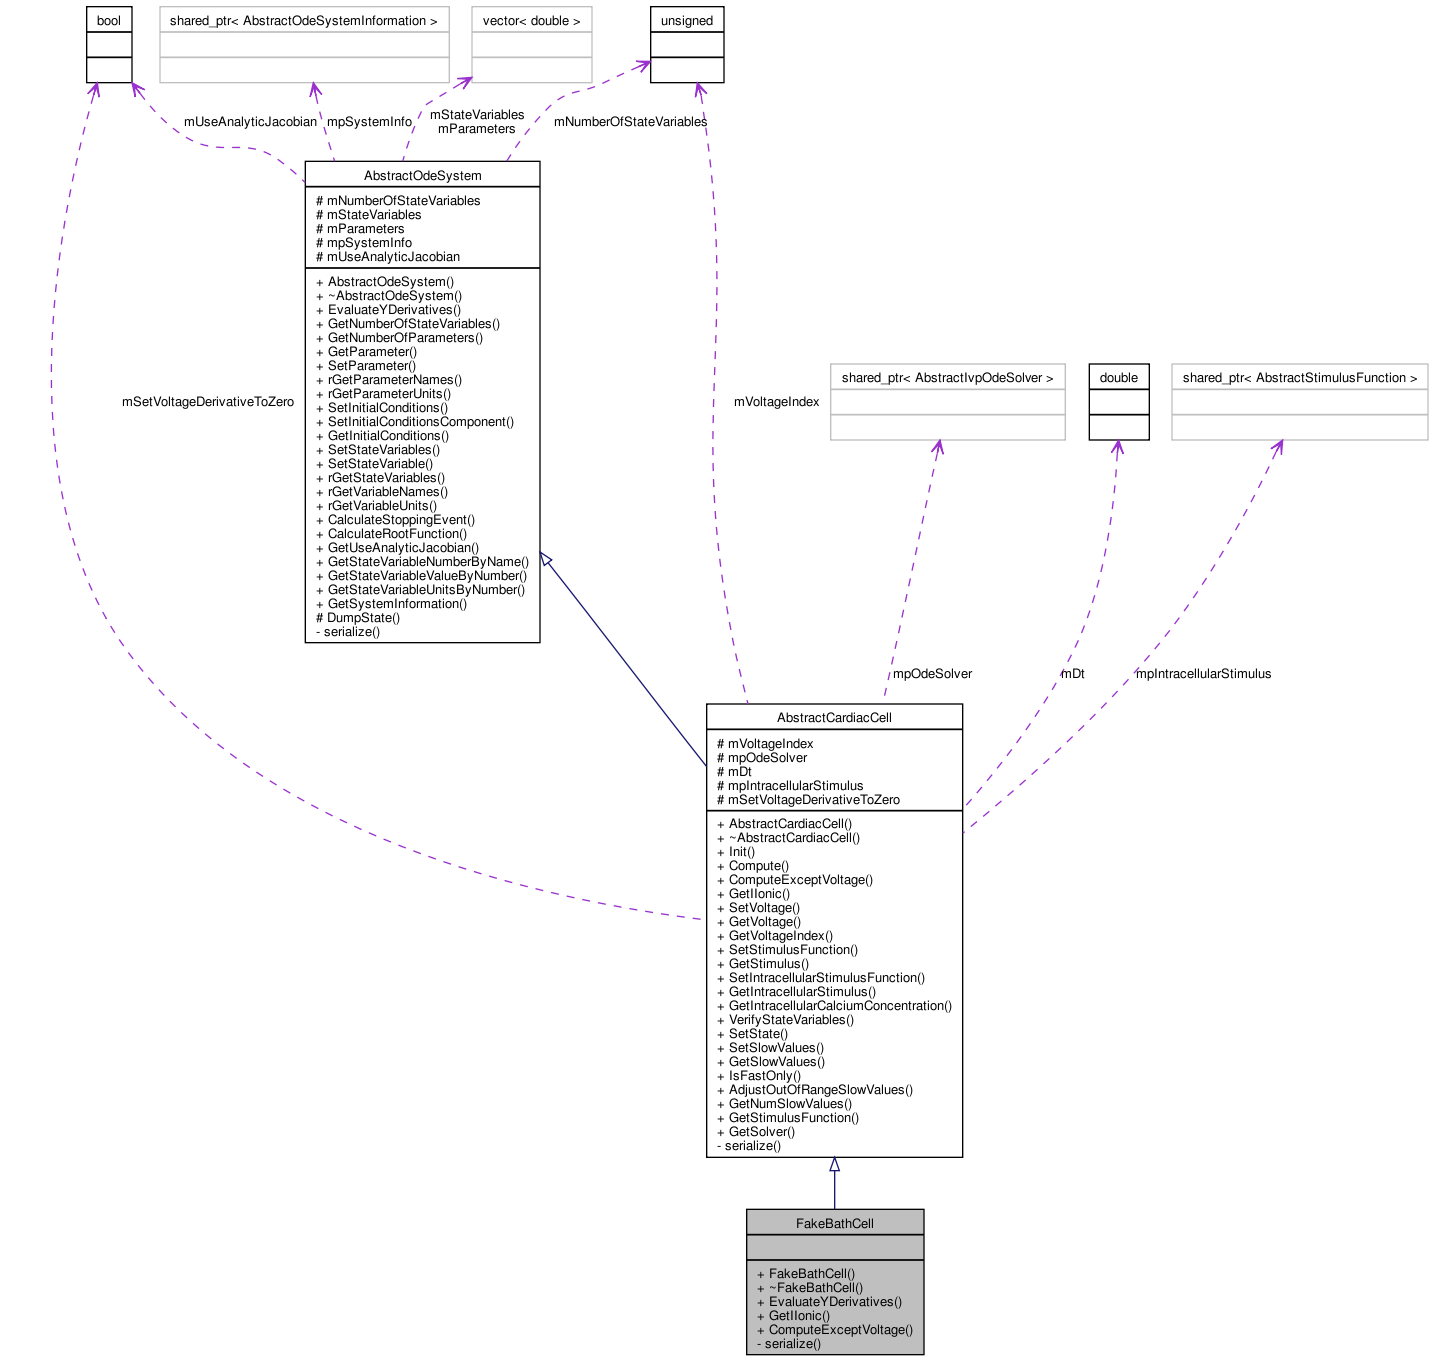 bool
shared_ptr< AbstractOdeSystemInformation >
vector< double >
unsigned
mUseAnalyticJacobian
mpSystemInfo
mStateVariables
mParameters
mNumberOfStateVariables
AbstractOdeSystem
# mNumberOfStateVariables
# mStateVariables
# mParameters
# mpSystemInfo
# mUseAnalyticJacobian
+ AbstractOdeSystem()
+ ~AbstractOdeSystem()
+ EvaluateYDerivatives()
+ GetNumberOfStateVariables()
+ GetNumberOfParameters()
+ GetParameter()
+ SetParameter()
+ rGetParameterNames()
+ rGetParameterUnits()
+ SetInitialConditions()
+ SetInitialConditionsComponent()
+ GetInitialConditions()
+ SetStateVariables()
+ SetStateVariable()
+ rGetStateVariables()
+ rGetVariableNames()
+ rGetVariableUnits()
+ CalculateStoppingEvent()
+ CalculateRootFunction()
+ GetUseAnalyticJacobian()
+ GetStateVariableNumberByName()
+ GetStateVariableValueByNumber()
+ GetStateVariableUnitsByNumber()
+ GetSystemInformation()
# DumpState()
- serialize()
mSetVoltageDerivativeToZero
mVoltageIndex
shared_ptr< AbstractIvpOdeSolver >
double
shared_ptr< AbstractStimulusFunction >
mpOdeSolver
mDt
mpIntracellularStimulus
AbstractCardiacCell
# mVoltageIndex
# mpOdeSolver
# mDt
# mpIntracellularStimulus
# mSetVoltageDerivativeToZero
+ AbstractCardiacCell()
+ ~AbstractCardiacCell()
+ Init()
+ Compute()
+ ComputeExceptVoltage()
+ GetIIonic()
+ SetVoltage()
+ GetVoltage()
+ GetVoltageIndex()
+ SetStimulusFunction()
+ GetStimulus()
+ SetIntracellularStimulusFunction()
+ GetIntracellularStimulus()
+ GetIntracellularCalciumConcentration()
+ VerifyStateVariables()
+ SetState()
+ SetSlowValues()
+ GetSlowValues()
+ IsFastOnly()
+ AdjustOutOfRangeSlowValues()
+ GetNumSlowValues()
+ GetStimulusFunction()
+ GetSolver()
- serialize()
FakeBathCell
+ FakeBathCell()
+ ~FakeBathCell()
+ EvaluateYDerivatives()
+ GetIIonic()
+ ComputeExceptVoltage()
- serialize()